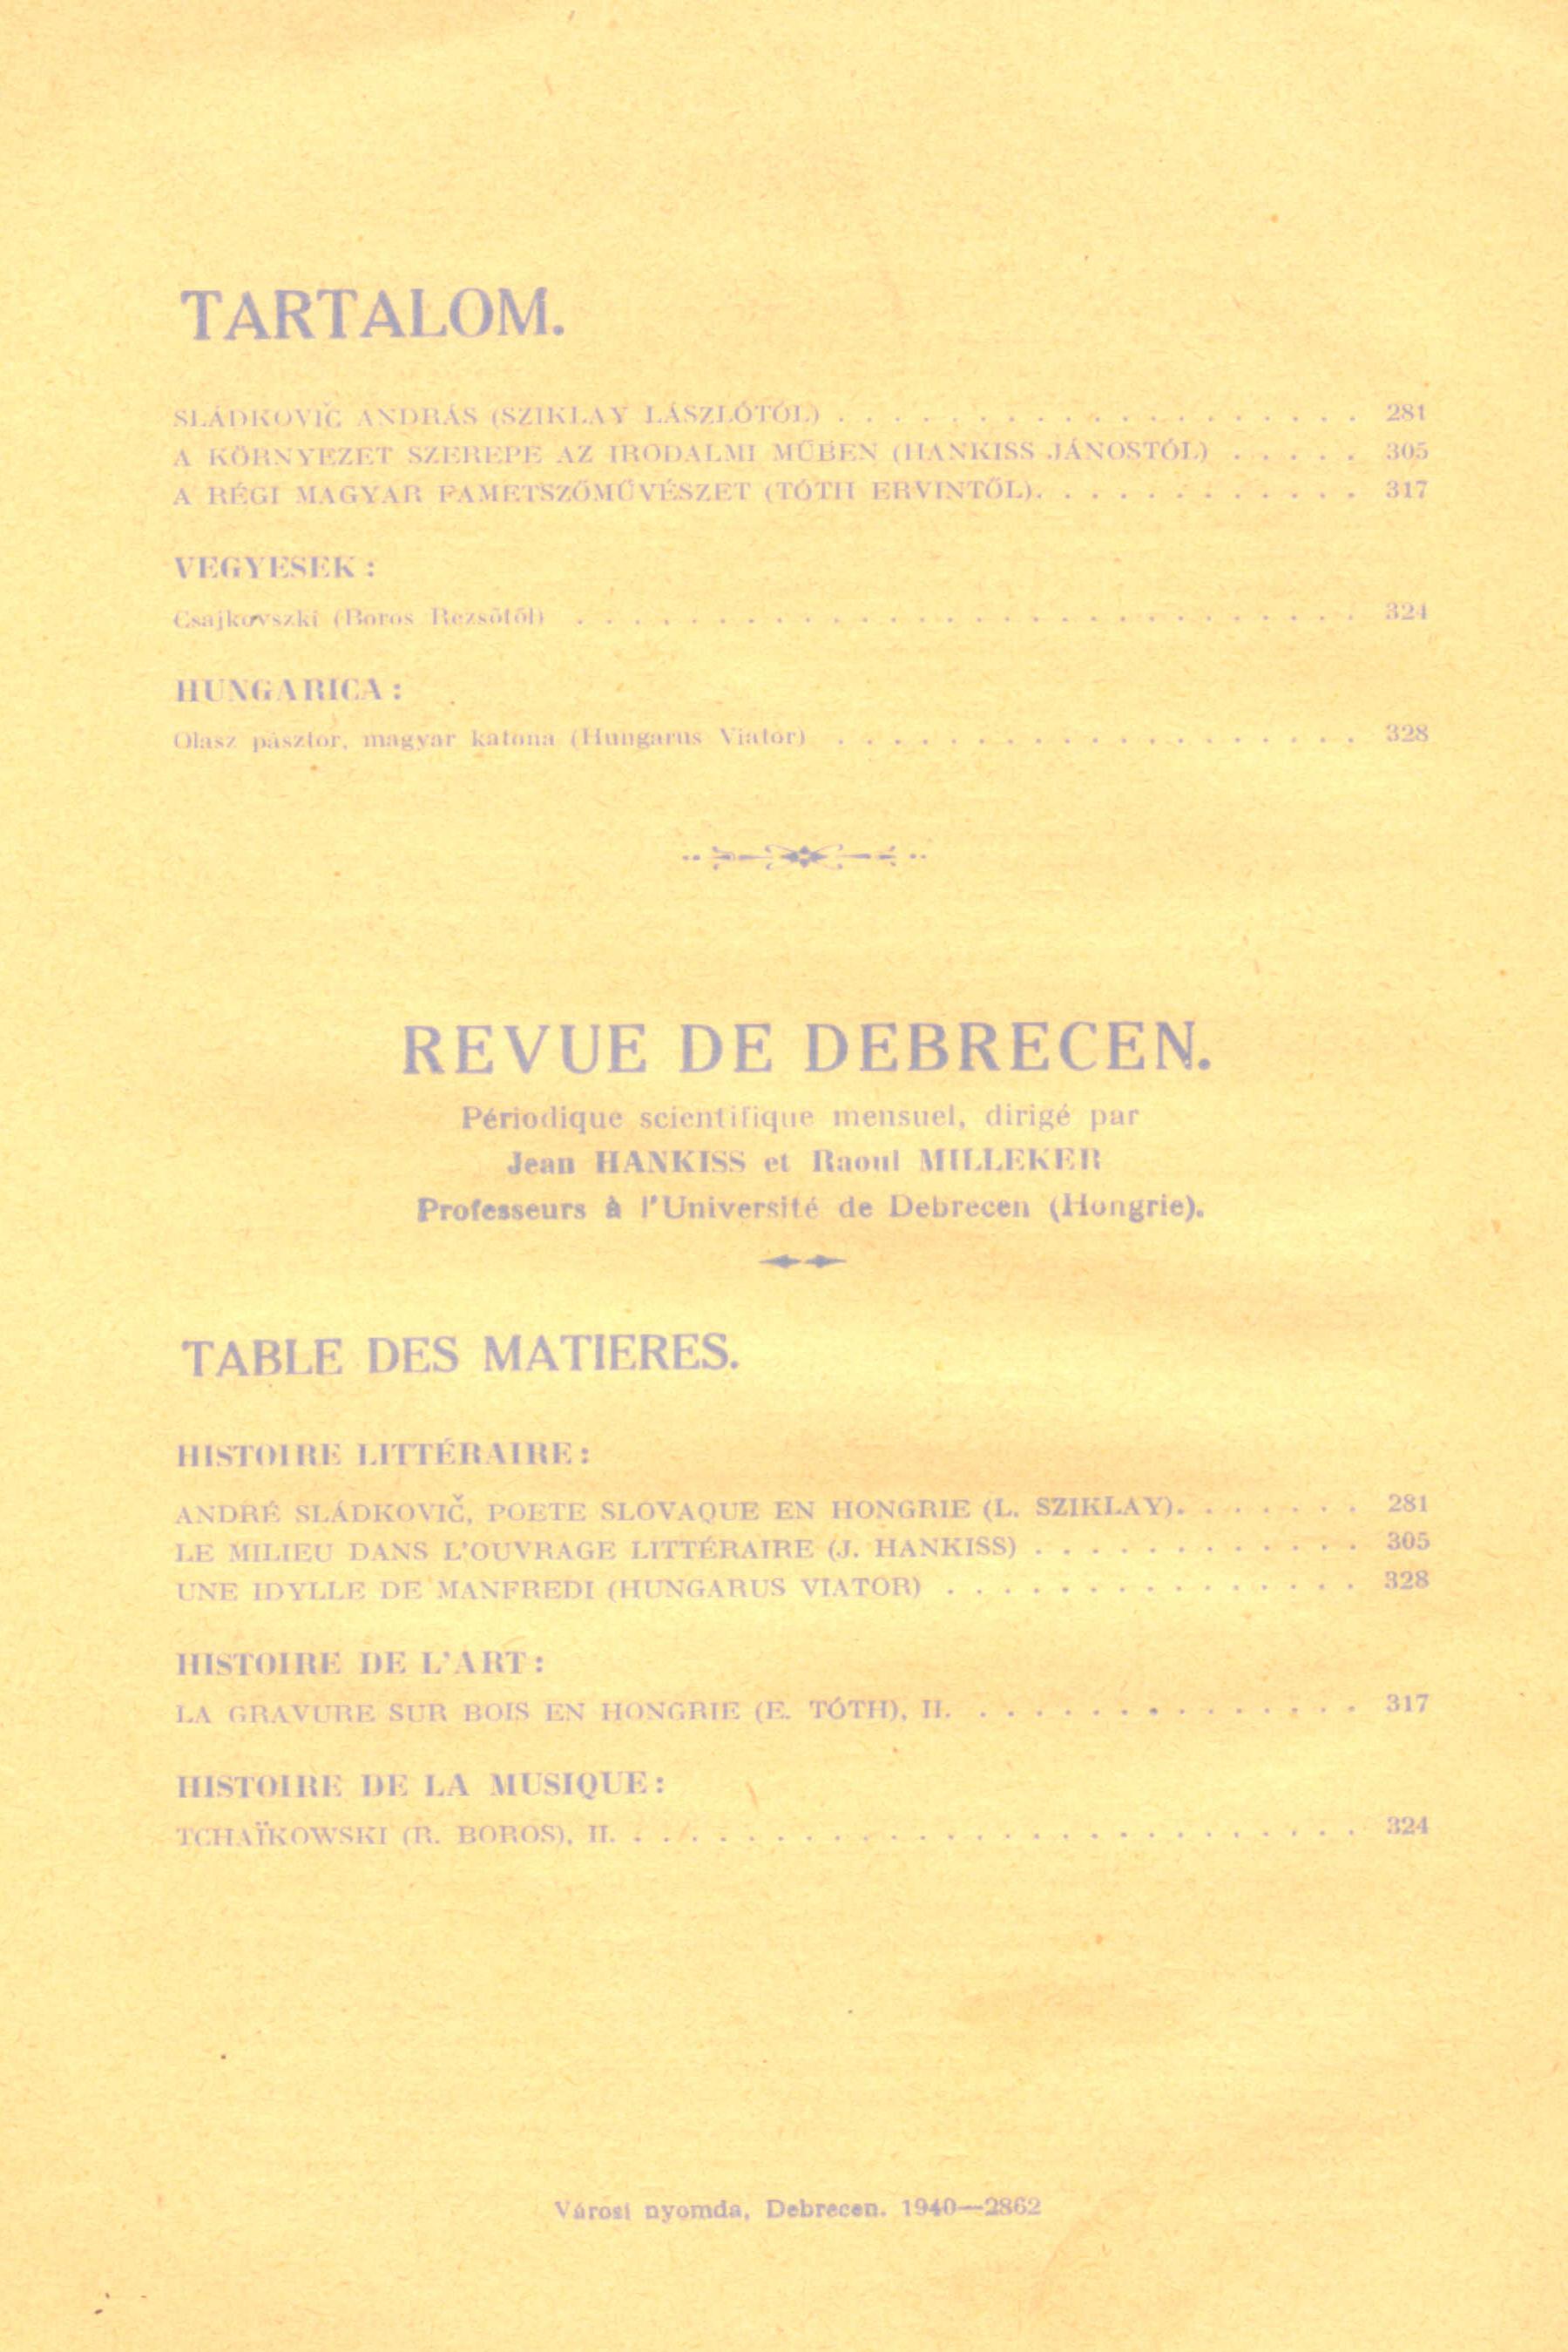 TARTALOM.
SLÁDKOVIČ ANDRÁS (SZIKLAY LÁSZLÓTÓL) . . . . . . . . . . . . . . . . . . . 281
A KÖRNYEZET SZEREPE AZ IRODALMI MŰBEN (HANKISS JÁNOSTÓL) . . . . . 305
A RÉGI MAGYAR FAMETSZŐMŰVÉSZET (TÓTH ERVINTŐL). . . . . . . . . . . . 317
VEGYESEK :
Csajkovszki (Boros Rezsőtől) . . . . . . . . . . . . . . . . . . . . . . . . . . . . 324
HUNGARICA :
Olasz pásztor, magyar katona (Hungarus Viator) . . . . . . . . . . . . . . . . . . . 328
REVUE DE DEBRECEN.
Périodique scientifique mensuel, dirigé par
Jean HANKISS et Raoul MILLEKER
Professeurs à l'Université de Debrecen (Hongrie).
TABLE DES MATIERES.
HISTOIRE LITTÉRAIRE :
ANDRÉ SLÁDKOVIČ, POETE SLOVAQUE EN HONGRIE (L. SZIKLAY). . . . . . . 281
LE MILIEU DANS L'OUVRAGE LITTÉRAIRE (J. HANKISS) . . . . . . . . . . . . 305
UNE IDYLLE DE MANFREDI (HUNGARUS VIATOR) . . . . . . . . . . . . . . . 328
HISTOIRE DE L'ART :
LA GRAVURE SUR BOIS EN HONGRIE (E. TÓTH), II. . . . . . . . . . . . . . . 317
HISTOIRE DE LA MUSIQUE :
TCHAÏKOWSKI (R. BOROS), II. . . . . . . . . . . . . . . . . . . . . . . . . . . 324
Városi nyomda, Debrecen. 1940—2862